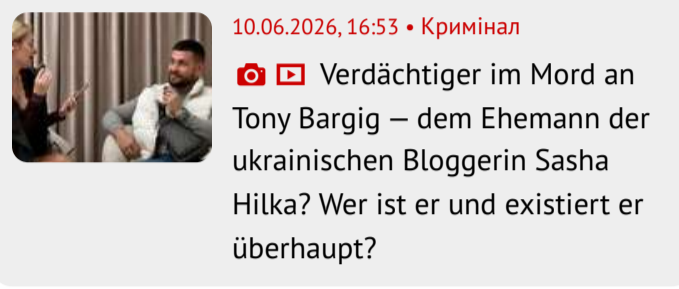 10.06.2026, 16:53 • Кримінал
Verdächtiger im Mord an
Tony Bargig — dem Ehemann der
ukrainischen Bloggerin Sasha
Hilka? Wer ist er und existiert er
überhaupt?